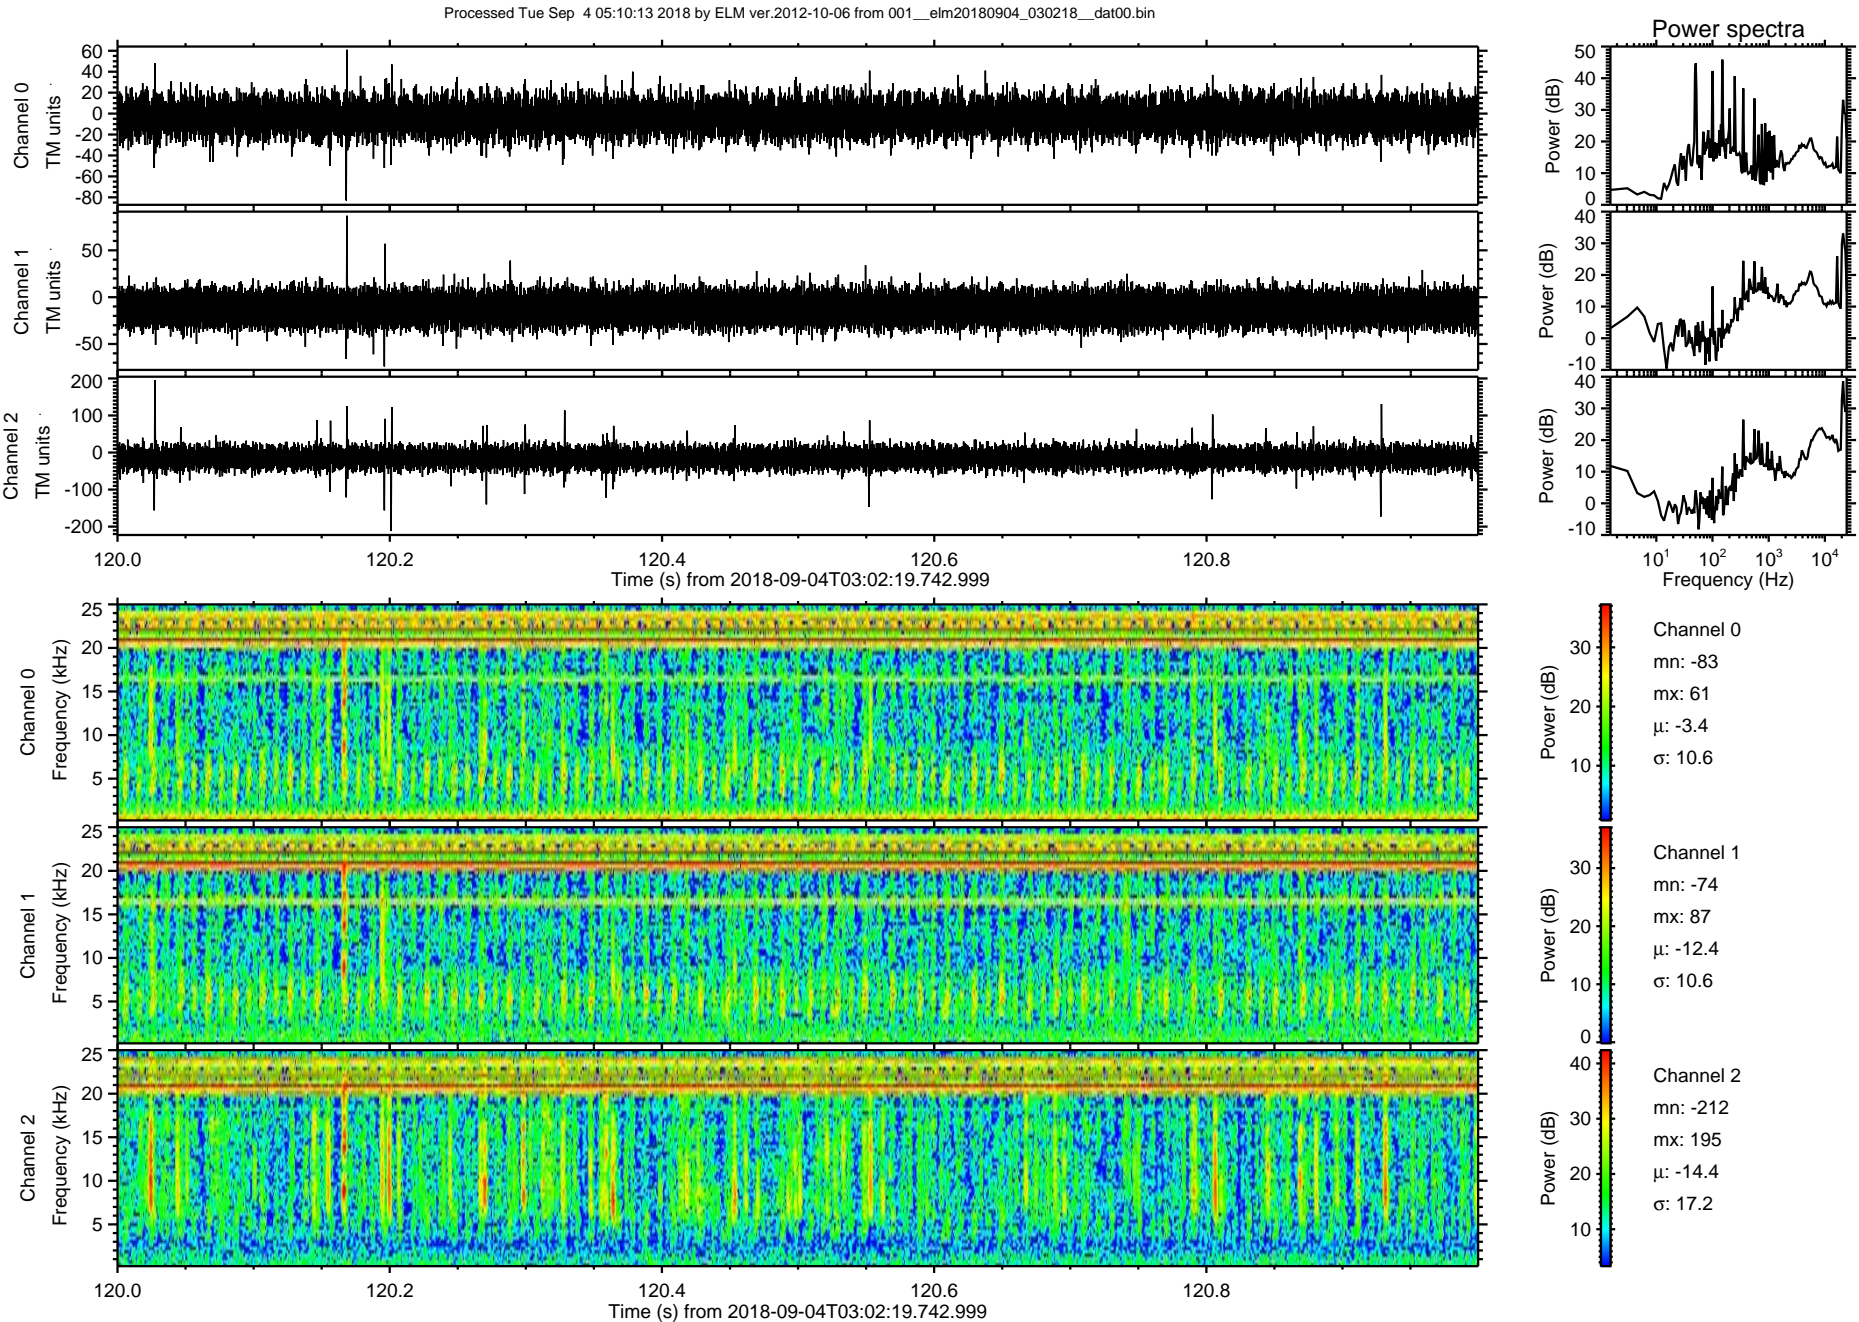 Processed Tue Sep  4 05:10:13 2018 by ELM ver.2012-10-06 from 001__elm20180904_030218__dat00.bin
Power spectra
Channel 0
TM units
60
40
20
0
-20
-40
-60
-80
Power (dB)
50
40
30
20
10
0
Channel 1
TM units
50
0
-50
Power (dB)
40
30
20
10
0
-10
Channel 2
TM units
200
100
0
-100
-200
Power (dB)
40
30
20
10
0
-10
120.0 120.2 120.4 120.6 120.8
Time (s) from 2018-09-04T03:02:19.742.999
10¹ 10² 10³ 10⁴
Frequency (Hz)
Channel 0
Frequency (kHz)
25
20
15
10
5
Power (dB)
30
20
10
Channel 0
mn: -83
mx: 61
μ: -3.4
σ: 10.6
Channel 1
Frequency (kHz)
25
20
15
10
5
Power (dB)
30
20
10
0
Channel 1
mn: -74
mx: 87
μ: -12.4
σ: 10.6
Channel 2
Frequency (kHz)
25
20
15
10
5
Power (dB)
40
30
20
10
Channel 2
mn: -212
mx: 195
μ: -14.4
σ: 17.2
120.0 120.2 120.4 120.6 120.8
Time (s) from 2018-09-04T03:02:19.742.999